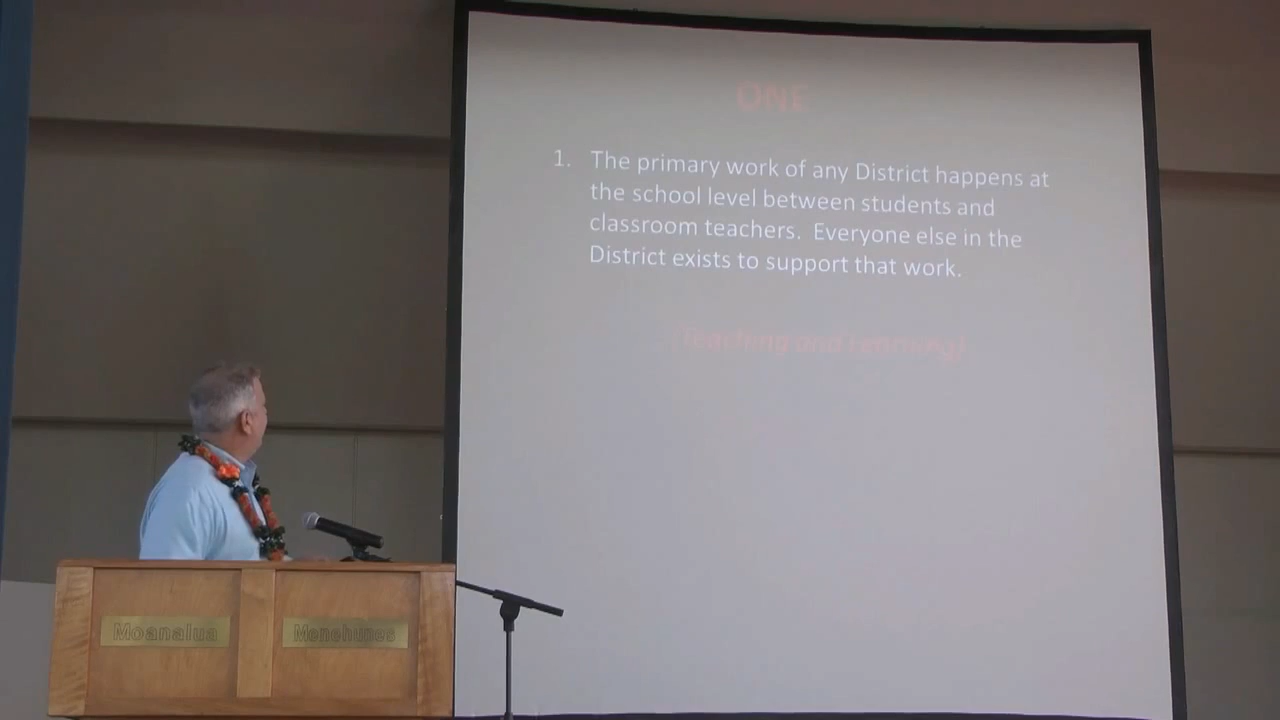 ONE
1. The primary work of any District happens at
the school level between students and
classroom teachers. Everyone else in the
District exists to support that work.
(Teaching and Learning)
Moanalua
Menehunes